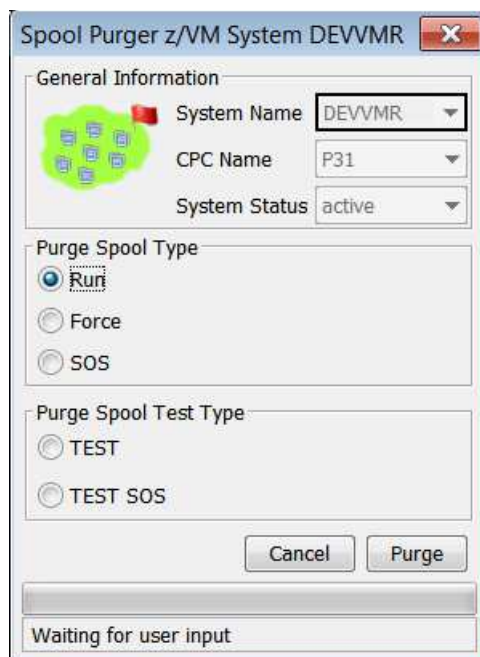 Spool Purger z/VM System DEVVMR
General Information
System Name DEVVMR
CPC Name P31
System Status active
Purge Spool Type
Run
Force
SOS
Purge Spool Test Type
TEST
TEST SOS
Cancel Purge
Waiting for user input